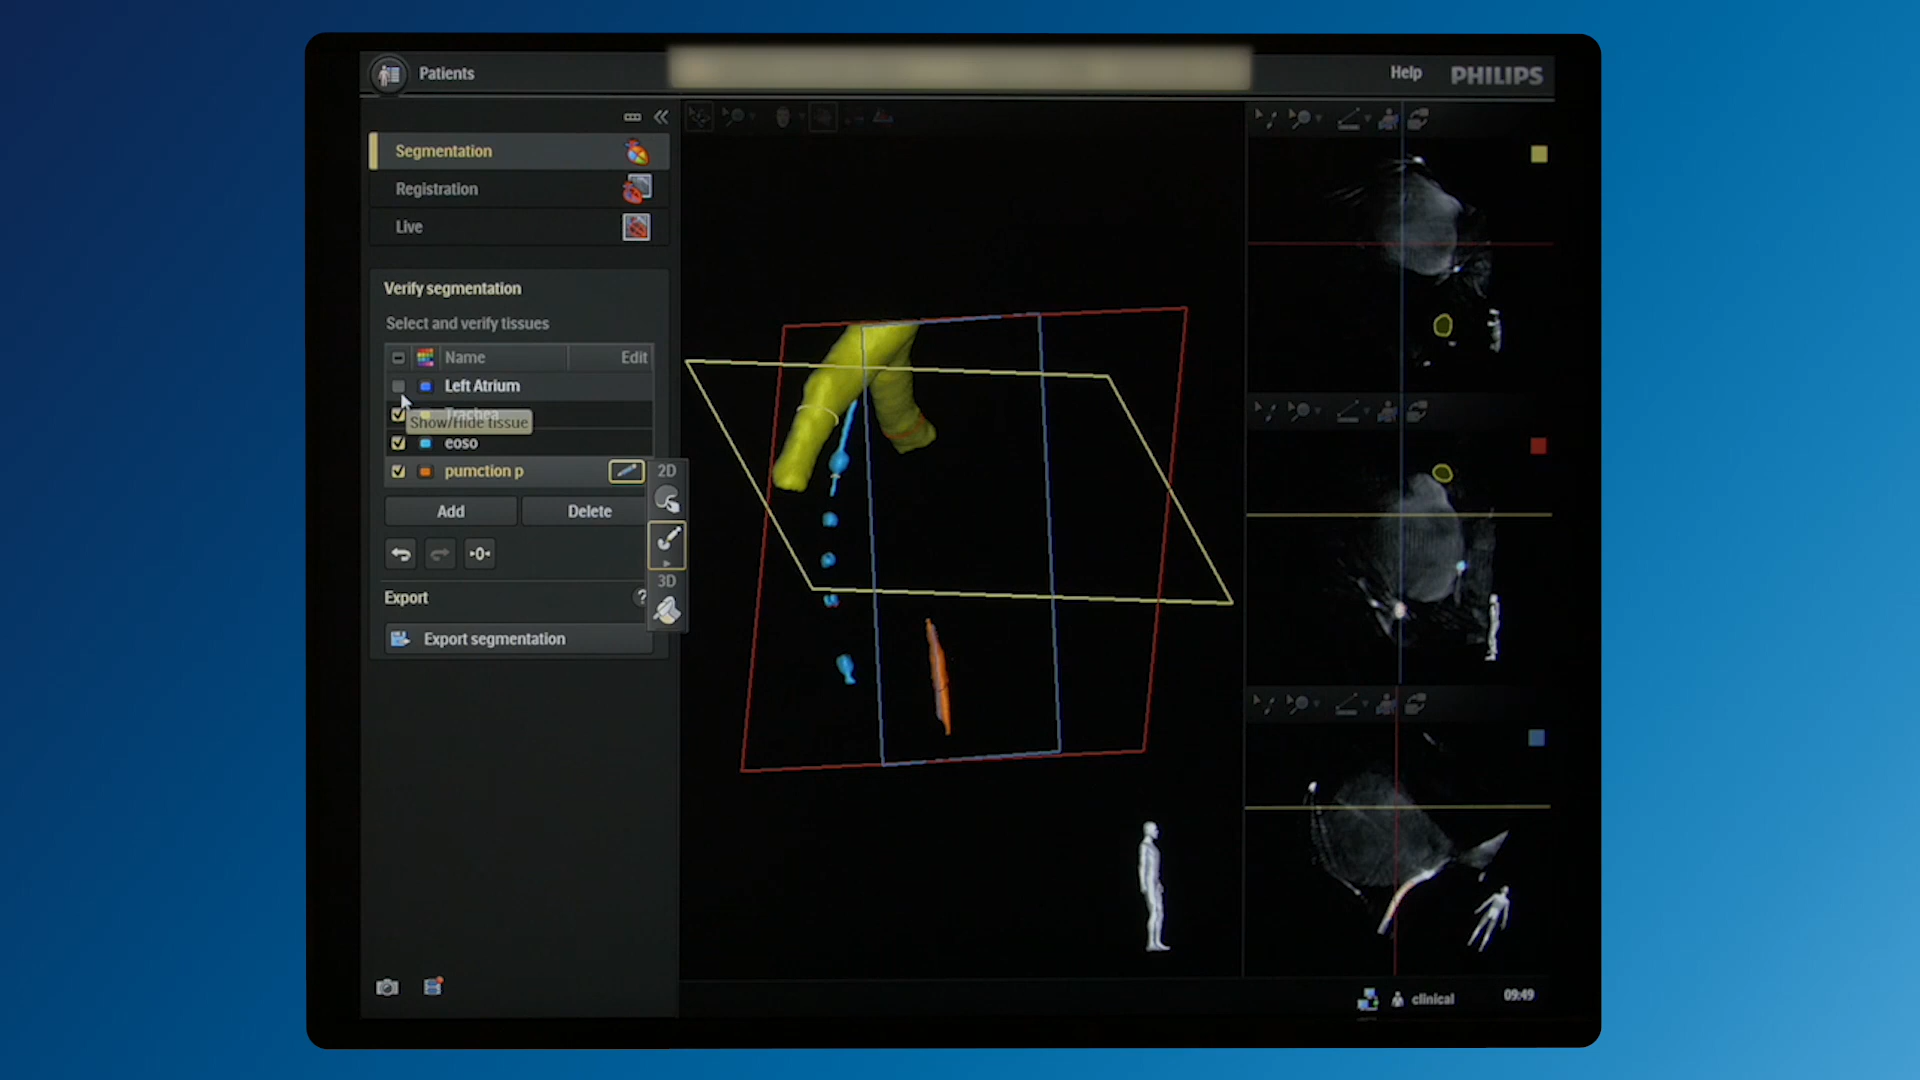 Patients
Help
PHILIPS
Segmentation
Registration
Live
Verify segmentation
Select and verify tissues
Name
Edit
Left Atrium
Trachea
Show/Hide tissue
eoso
pumction p
2D
Add
Delete
3D
Export
?
Export segmentation
clinical
09:49